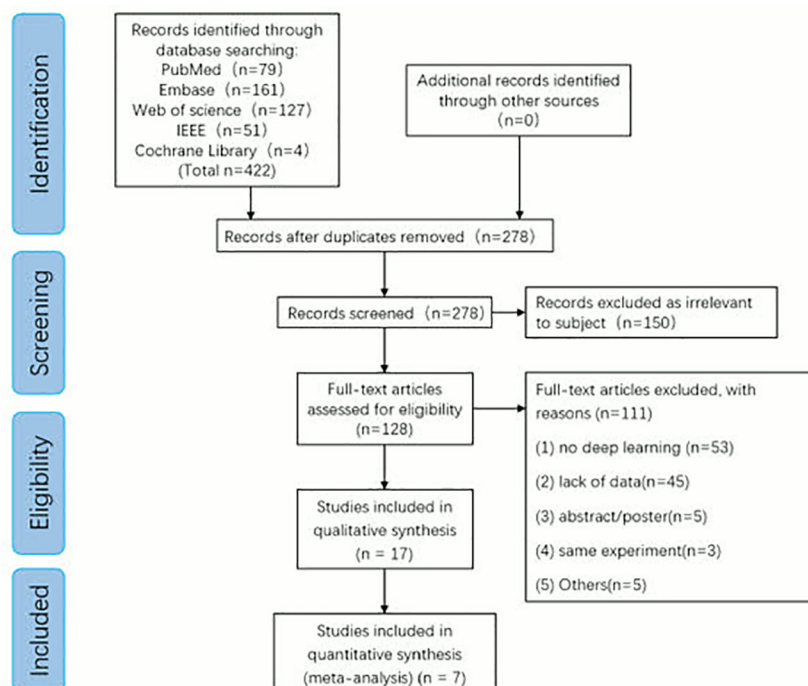 Identification
Records identified through
database searching:
PubMed (n=79)
Embase (n=161)
Web of science (n=127)
IEEE (n=51)
Cochrane Library (n=4)
(Total n=422)
Additional records identified
through other sources
(n=0)
Records after duplicates removed (n=278)
Screening
Records screened (n=278)
Records excluded as irrelevant
to subject (n=150)
Eligibility
Full-text articles
assessed for eligibility
(n=128)
Full-text articles excluded, with
reasons (n=111)
(1) no deep learning (n=53)
(2) lack of data(n=45)
(3) abstract/poster(n=5)
(4) same experiment(n=3)
(5) Others(n=5)
Studies included in
qualitative synthesis
(n = 17)
Included
Studies included in
quantitative synthesis
(meta-analysis) (n = 7)